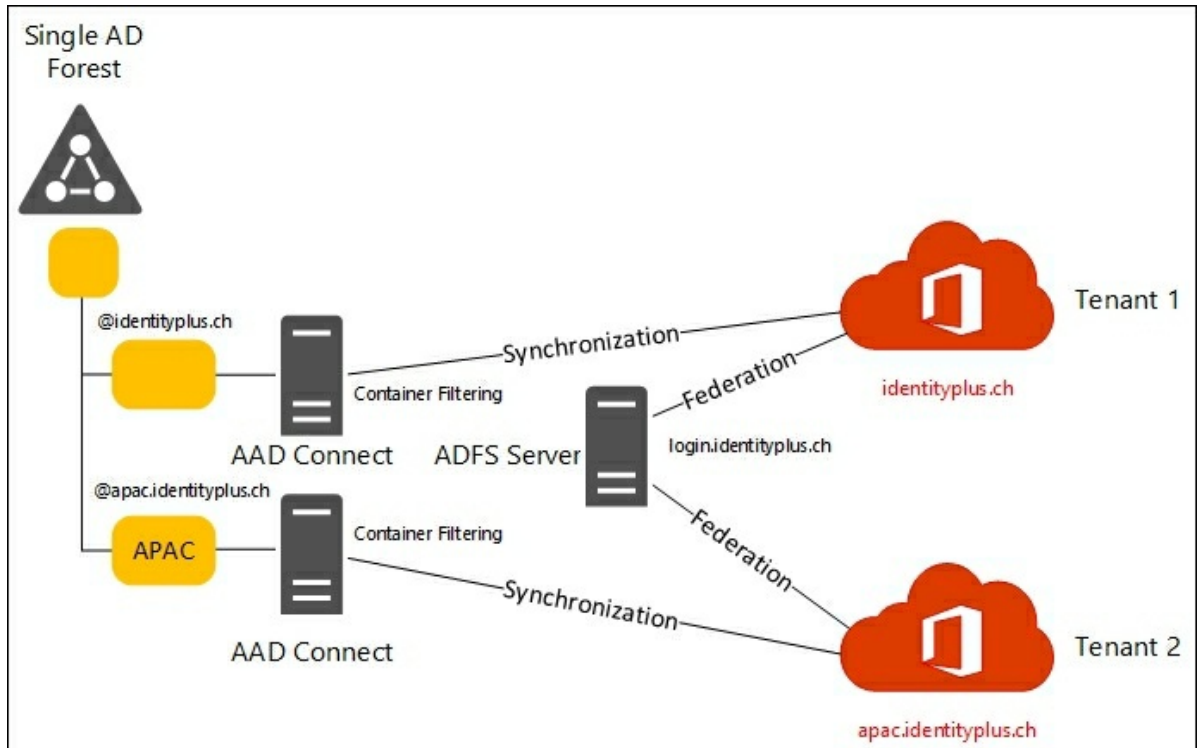 Single AD
Forest
@identityplus.ch
Container Filtering
AAD Connect
@apac.identityplus.ch
APAC
Container Filtering
AAD Connect
Synchronization
Federation
ADFS Server
login.identityplus.ch
Federation
Synchronization
Tenant 1
identityplus.ch
Tenant 2
apac.identityplus.ch